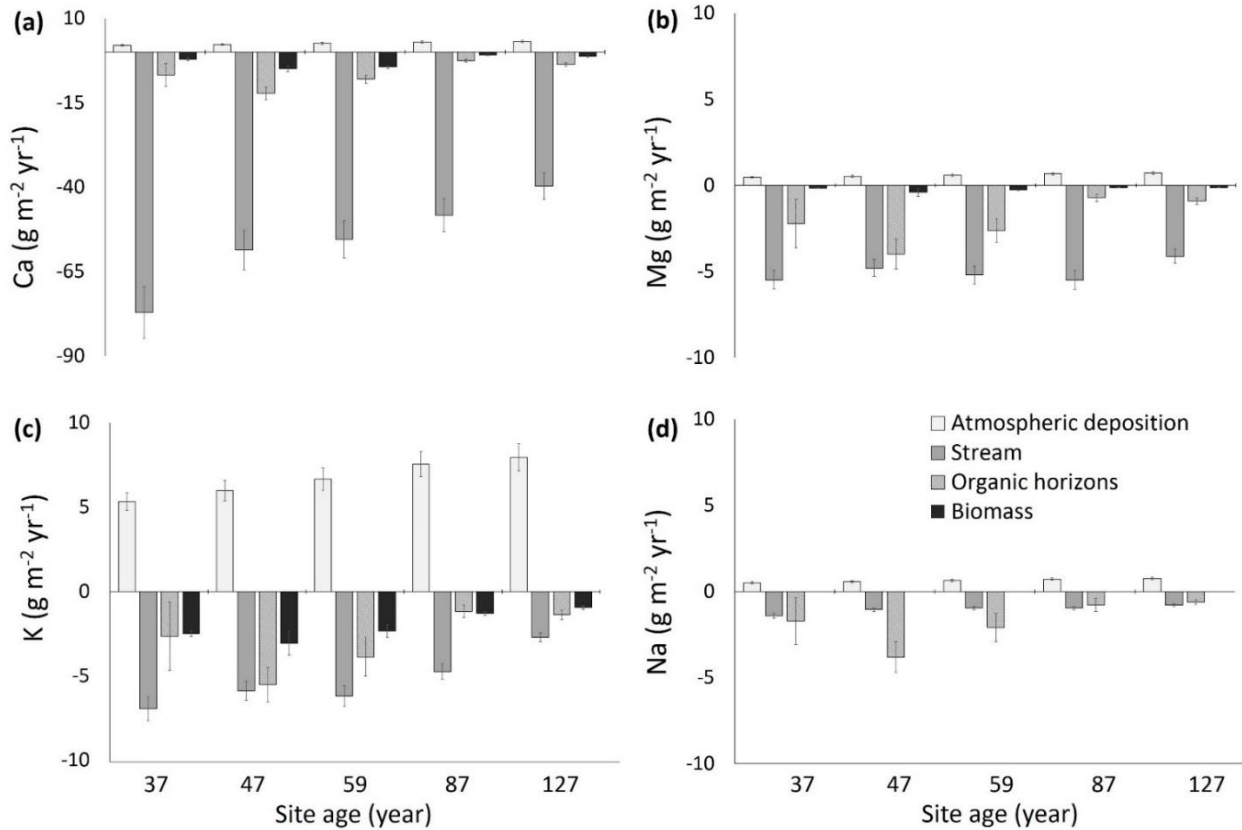 (a)
10
-15
-40
-65
-90
Ca (g m⁻² yr⁻¹)
(b)
10
5
0
-5
-10
Mg (g m⁻² yr⁻¹)
(c)
10
5
0
-5
-10
K (g m⁻² yr⁻¹)
37 47 59 87 127
Site age (year)
(d)
10
5
0
-5
-10
Na (g m⁻² yr⁻¹)
Atmospheric deposition
Stream
Organic horizons
Biomass
37 47 59 87 127
Site age (year)